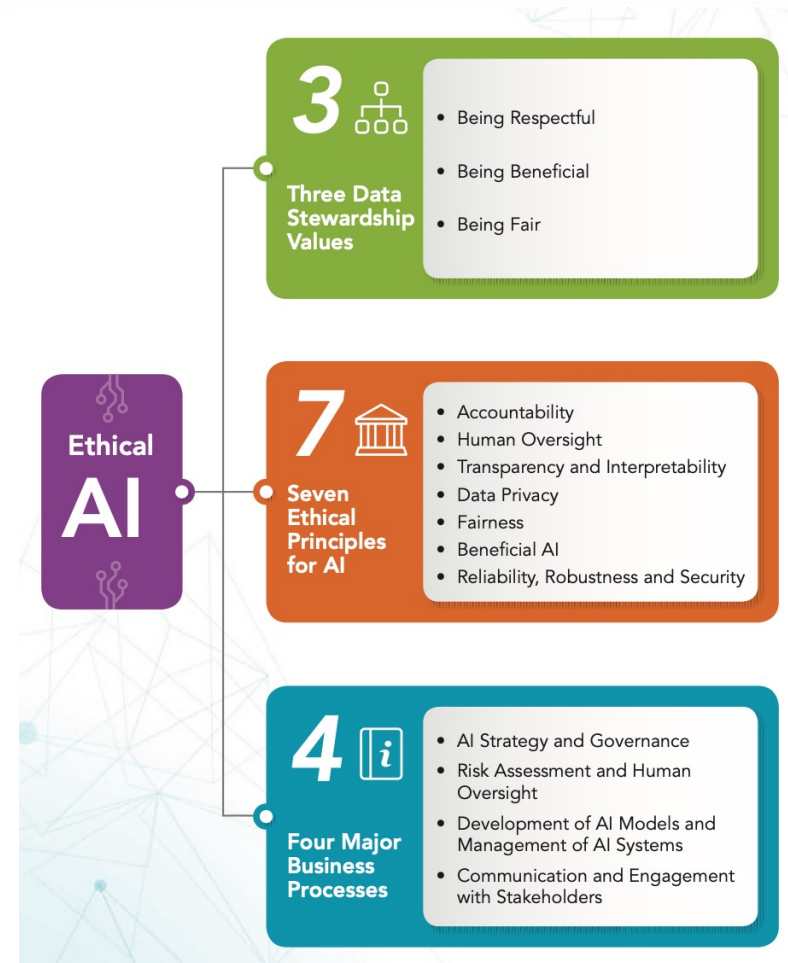 Ethical
AI
3
Three Data
Stewardship
Values
• Being Respectful
• Being Beneficial
• Being Fair
7
Seven
Ethical
Principles
for AI
• Accountability
• Human Oversight
• Transparency and Interpretability
• Data Privacy
• Fairness
• Beneficial AI
• Reliability, Robustness and Security
4
i
Four Major
Business
Processes
• AI Strategy and Governance
• Risk Assessment and Human
Oversight
• Development of AI Models and
Management of AI Systems
• Communication and Engagement
with Stakeholders